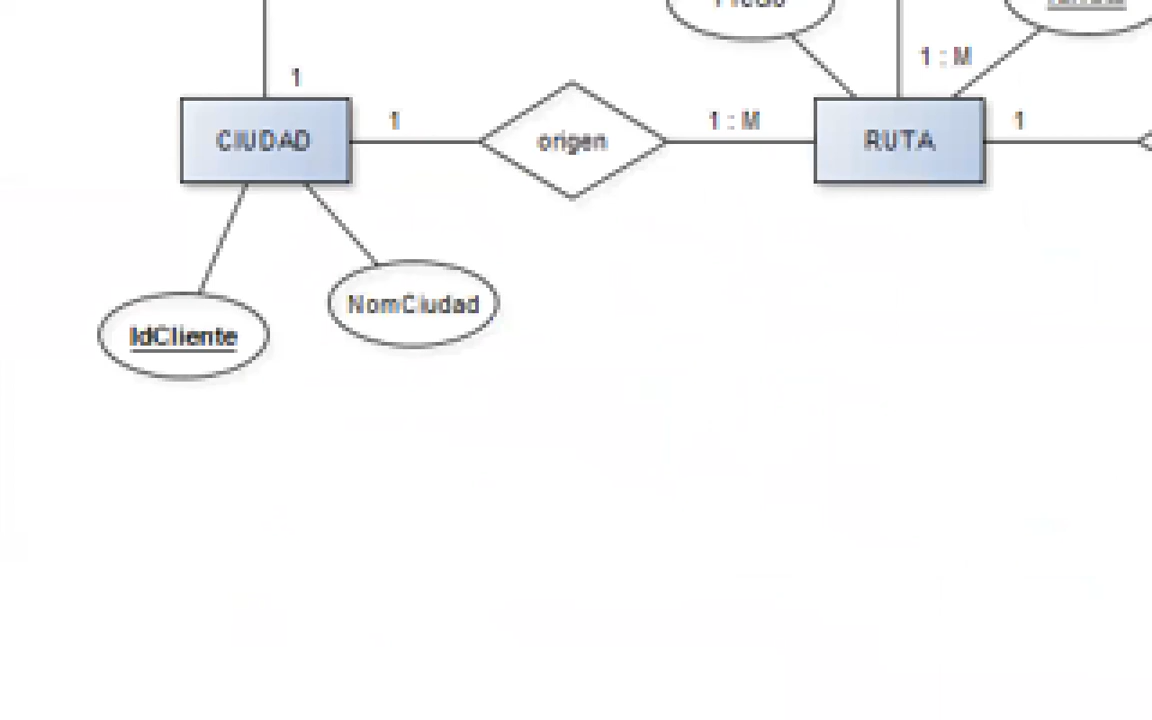 1 : M
1
1
1 : M
1
CIUDAD
origen
RUTA
NomCiudad
IdCliente